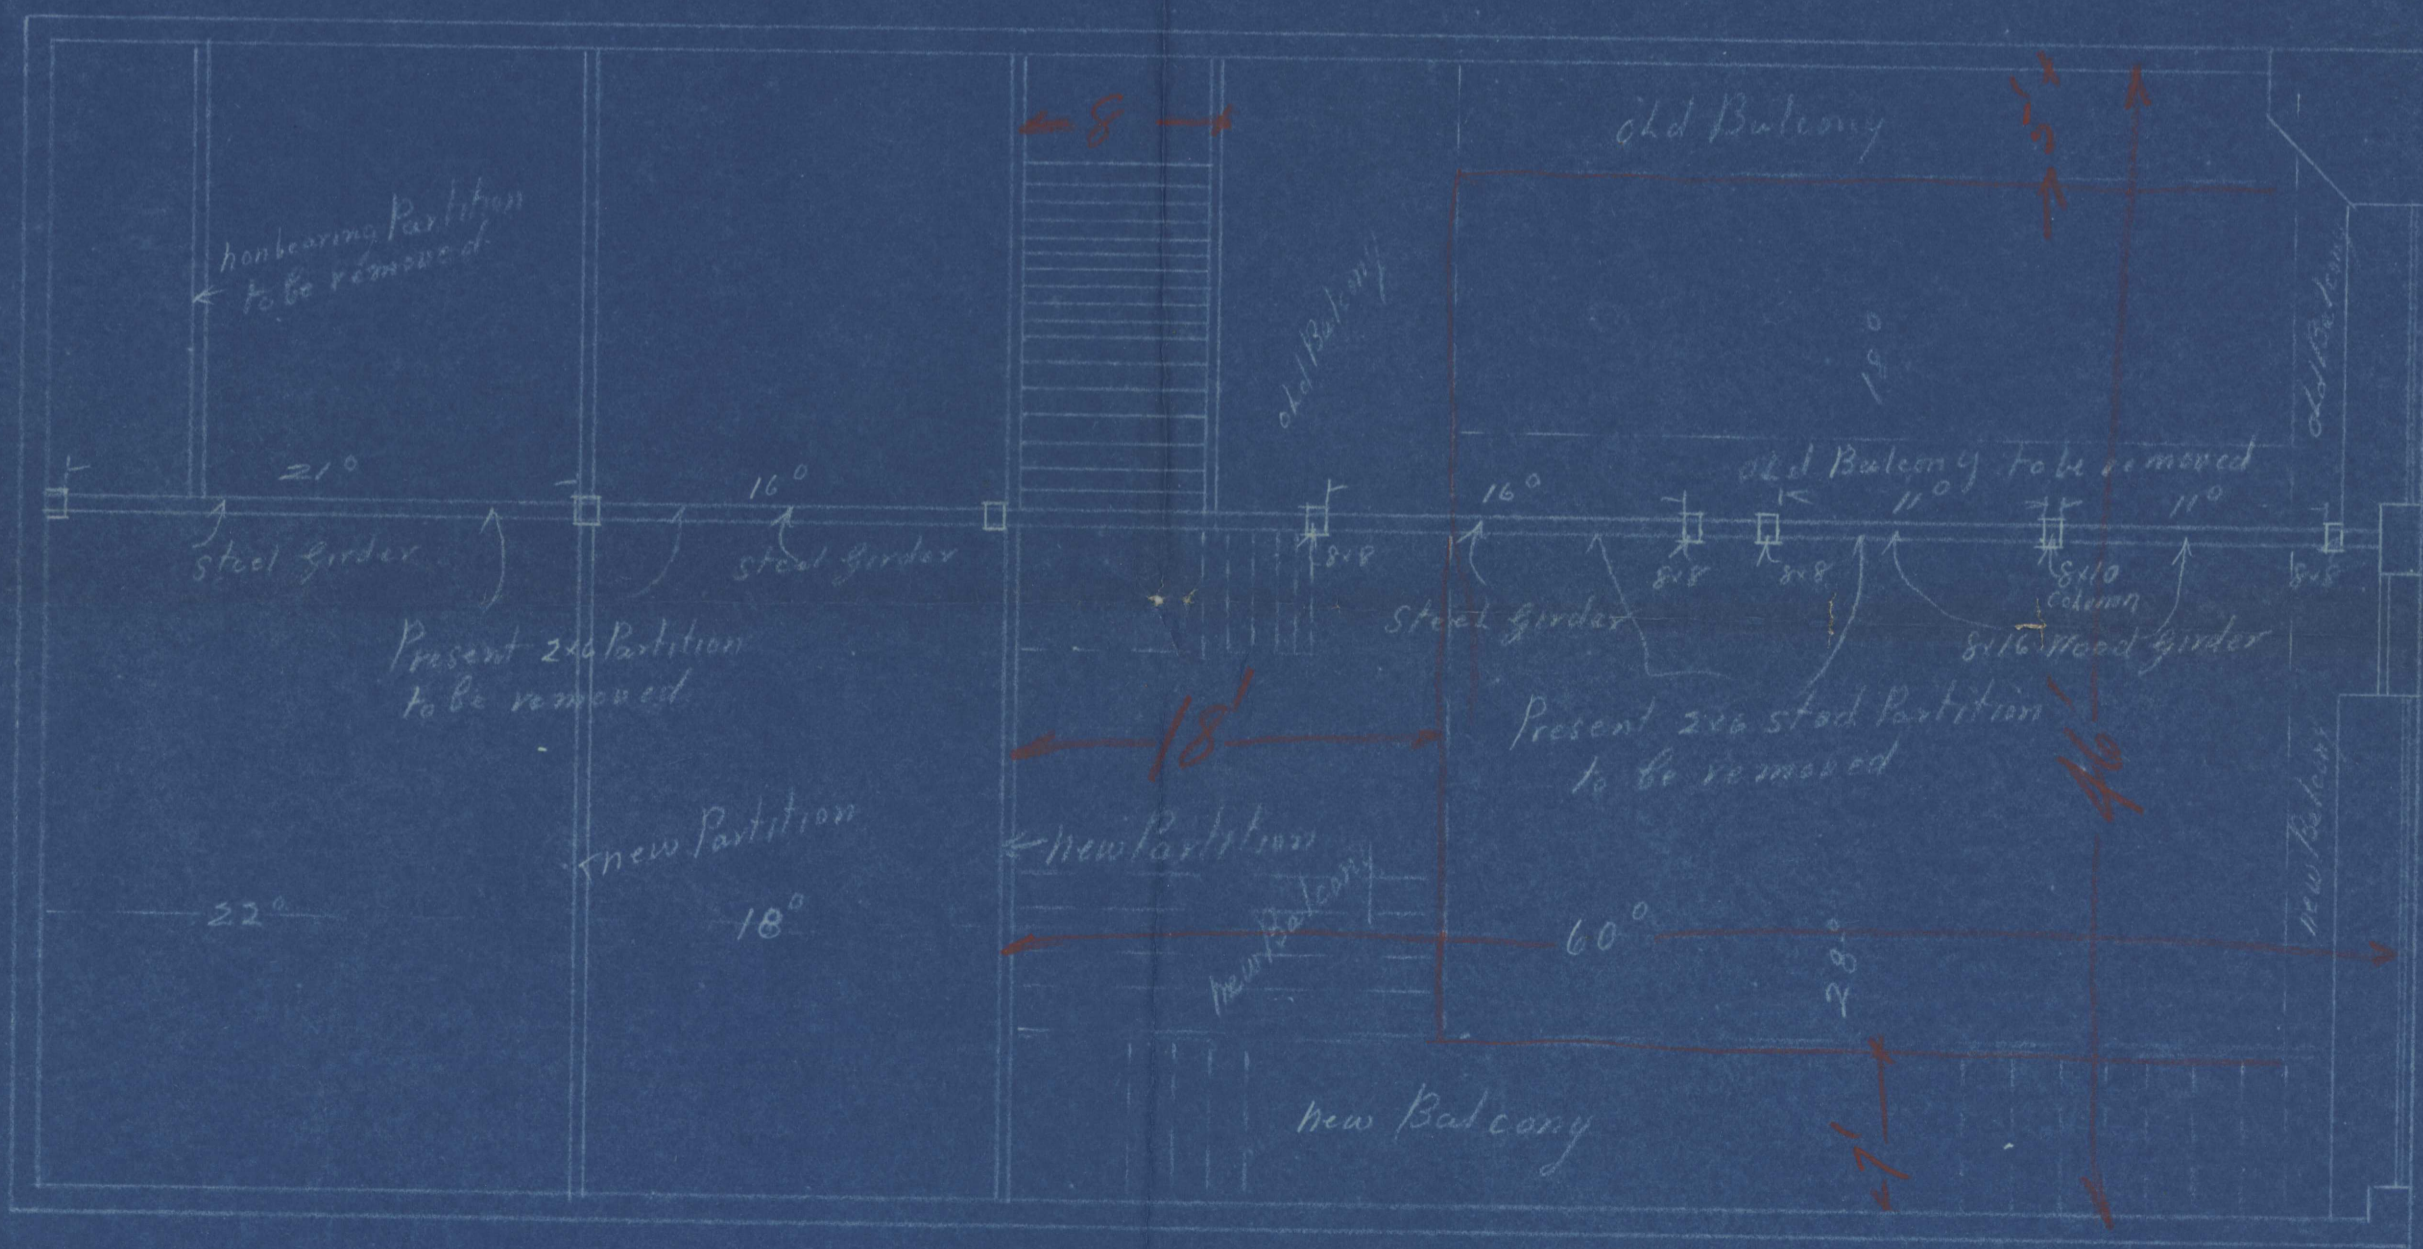 8
old Balcony
nonbearing Partition
to be removed
old Balcony
18°
old Balcony
21°
16°
16°
old Balcony to be removed
11°
11°
steel girder
steel girder
8x8
8x8
8x8
8x10
column
8x8
steel girder
8x16 Wood girder
Present 2x6 Partition
to be removed
18'
Present 2x6 stud Partition
to be removed
46'
new Partition
new Partition
new Balcony
new Balcony
22°
18°
60°
28°
new Balcony
7'